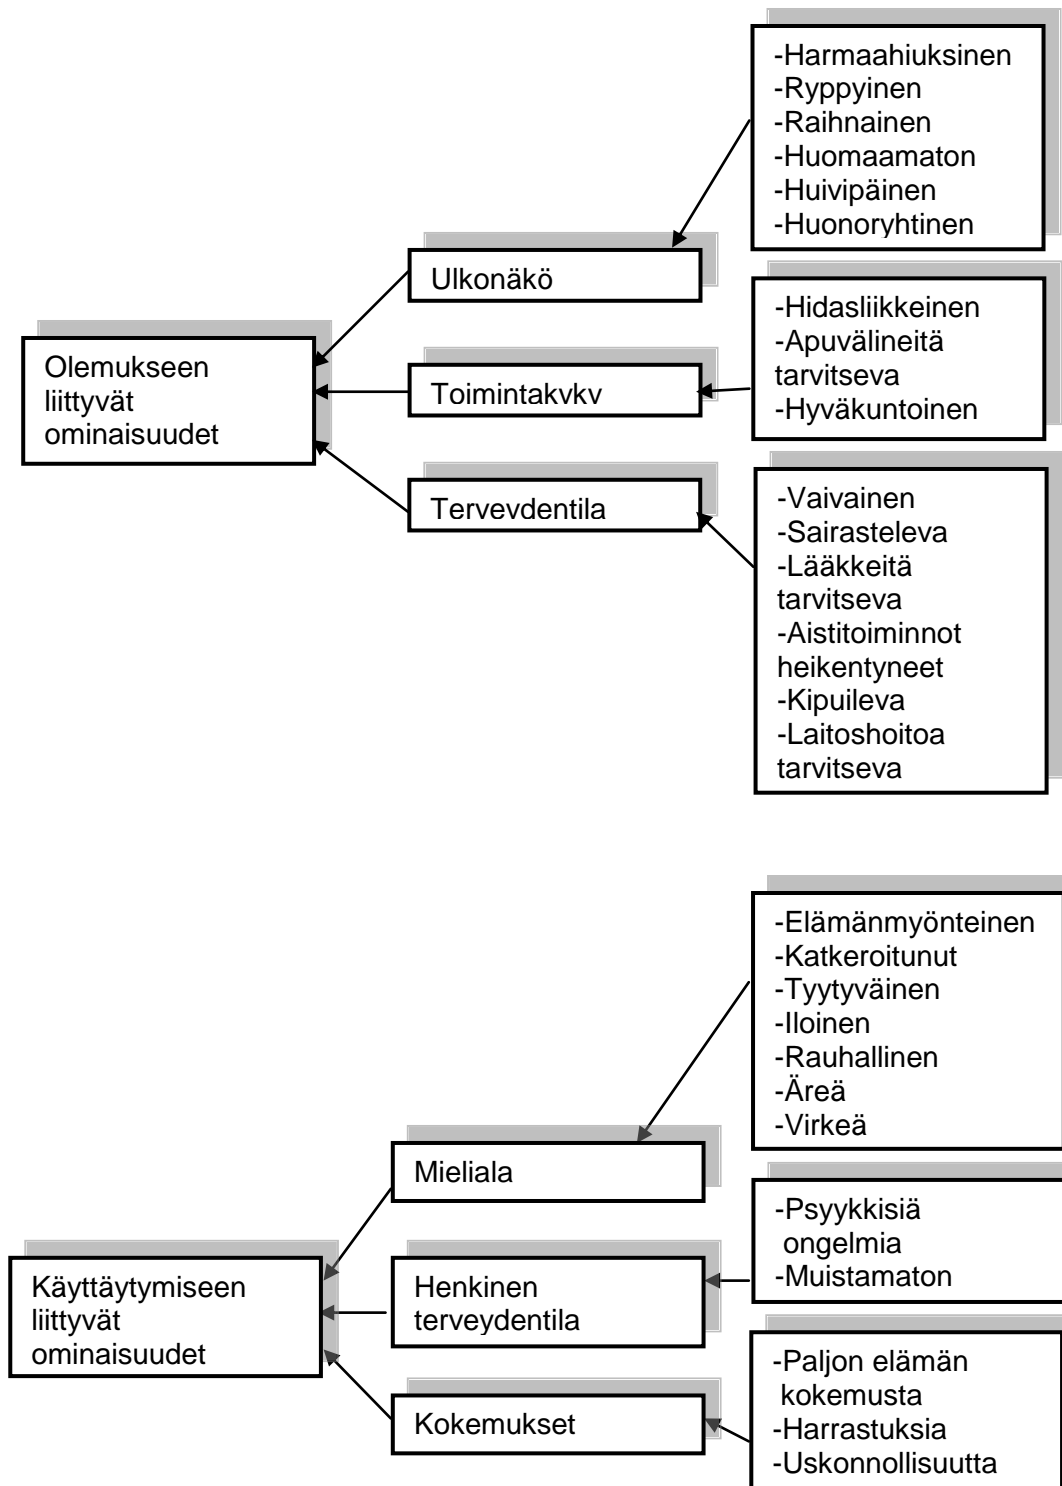 -Harmaahiuksinen
-Ryppyinen
-Raihnainen
-Huomaamaton
-Huivipäinen
-Huonoryhtinen
Ulkonäkö
-Hidasliikkeinen
-Apuvälineitä
tarvitseva
-Hyväkuntoinen
Olemukseen
liittyvät
ominaisuudet
Toimintakyky
Terveydentila
-Vaivainen
-Sairasteleva
-Lääkkeitä
tarvitseva
-Aistitoiminnot
heikentyneet
-Kipuileva
-Laitoshoitoa
tarvitseva
-Elämänmyönteinen
-Katkeroitunut
-Tyytyväinen
-Iloinen
-Rauhallinen
-Äreä
-Virkeä
Mieliala
-Psyykkisiä
ongelmia
-Muistamaton
Käyttäytymiseen
liittyvät
ominaisuudet
Henkinen
terveydentila
Kokemukset
-Paljon elämän
kokemusta
-Harrastuksia
-Uskonnollisuutta